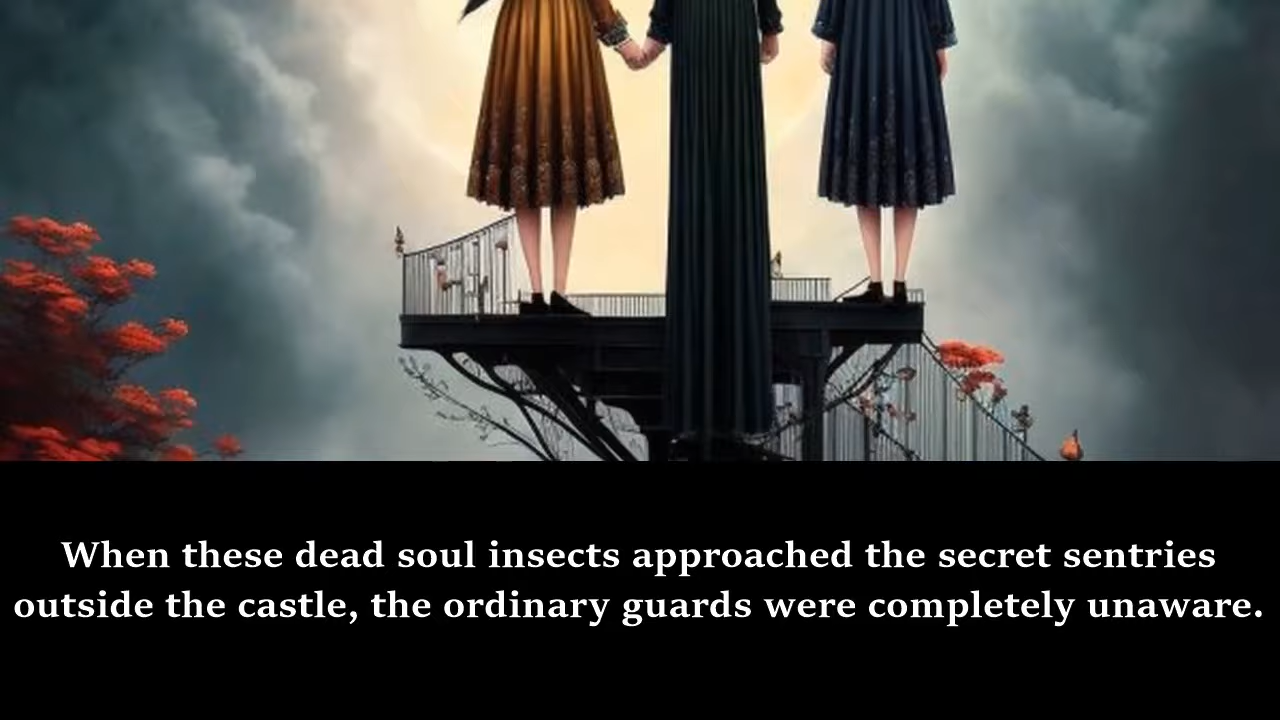 When these dead soul insects approached the secret sentries
outside the castle, the ordinary guards were completely unaware.